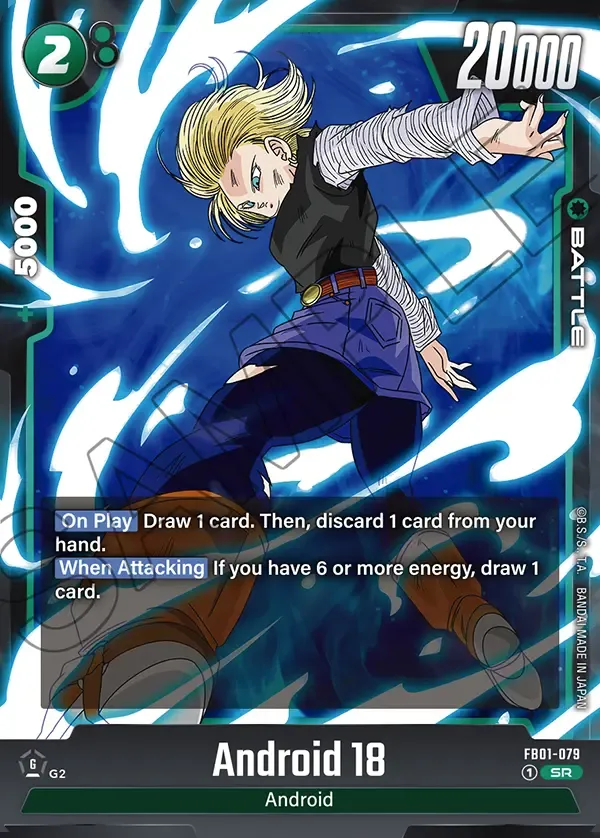 2
20000
+ 5000
BATTLE
SAMPLE
On Play Draw 1 card. Then, discard 1 card from your
hand.
When Attacking If you have 6 or more energy, draw 1
card.
©B.S./S., T.A. BANDAI MADE IN JAPAN
G G2
Android 18
FB01-079
1 SR
Android